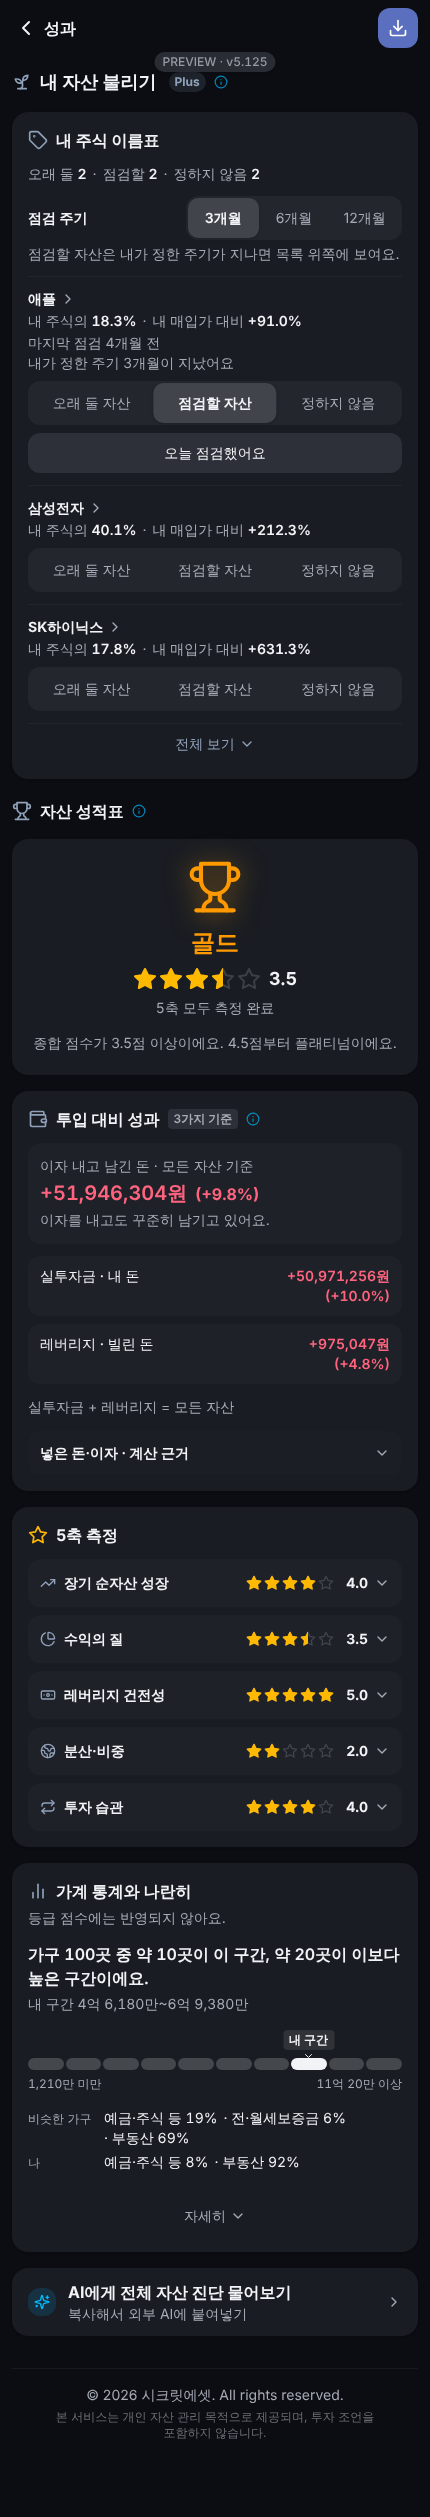 성과
PREVIEW · v5.125
내 자산 불리기 Plus
내 주식 이름표
오래 둘 2 · 점검할 2 · 정하지 않음 2
점검 주기 3개월 6개월 12개월
점검할 자산은 내가 정한 주기가 지나면 목록 위쪽에 보여요.
애플
내 주식의 18.3% · 내 매입가 대비 +91.0%
마지막 점검 4개월 전
내가 정한 주기 3개월이 지났어요
오래 둘 자산 점검할 자산 정하지 않음
오늘 점검했어요
삼성전자
내 주식의 40.1% · 내 매입가 대비 +212.3%
오래 둘 자산 점검할 자산 정하지 않음
SK하이닉스
내 주식의 17.8% · 내 매입가 대비 +631.3%
오래 둘 자산 점검할 자산 정하지 않음
전체 보기
자산 성적표
골드
3.5
5축 모두 측정 완료
종합 점수가 3.5점 이상이에요. 4.5점부터 플래티넘이에요.
투입 대비 성과 3가지 기준
이자 내고 남긴 돈 · 모든 자산 기준
+51,946,304원 (+9.8%)
이자를 내고도 꾸준히 남기고 있어요.
실투자금 · 내 돈 +50,971,256원
(+10.0%)
레버리지 · 빌린 돈 +975,047원
(+4.8%)
실투자금 + 레버리지 = 모든 자산
넣은 돈·이자 · 계산 근거
5축 측정
장기 순자산 성장 4.0
수익의 질 3.5
레버리지 건전성 5.0
분산·비중 2.0
투자 습관 4.0
가계 통계와 나란히
등급 점수에는 반영되지 않아요.
가구 100곳 중 약 10곳이 이 구간, 약 20곳이 이보다
높은 구간이에요.
내 구간 4억 6,180만~6억 9,380만
내 구간
1,210만 미만 11억 20만 이상
비슷한 가구 예금·주식 등 19% · 전·월세보증금 6%
· 부동산 69%
나 예금·주식 등 8% · 부동산 92%
자세히
AI에게 전체 자산 진단 물어보기
복사해서 외부 AI에 붙여넣기
© 2026 시크릿에셋. All rights reserved.
본 서비스는 개인 자산 관리 목적으로 제공되며, 투자 조언을
포함하지 않습니다.